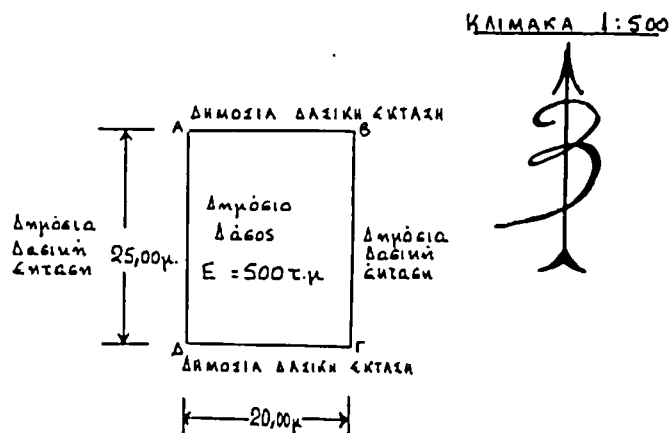 ΚΛΙΜΑΚΑ 1:500
Β
ΔΗΜΟΣΙΑ ΔΑΣΙΚΗ ΕΚΤΑΣΗ
Α
Β
Δημόσια
Δασική
έκταση
25,00μ.
Δημόσιο
Δάσος
Ε = 500 τ.μ
Δημόσια
Δασική
έκταση
Δ
Γ
ΔΗΜΟΣΙΑ ΔΑΣΙΚΗ ΕΚΤΑΣΗ
20,00μ